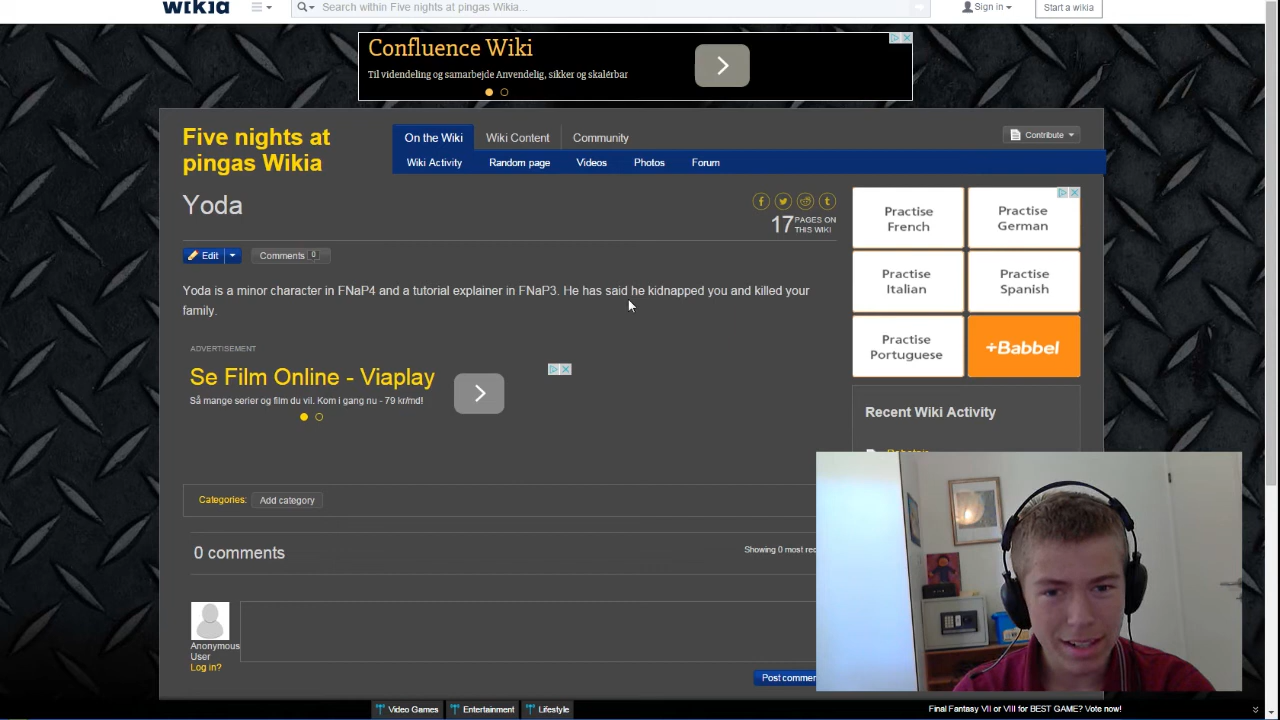 wikia
Search within Five nights at pingas Wikia...
Sign in
Start a wikia
Confluence Wiki
Til videndeling og samarbejde Anvendelig, sikker og skalérbar
Five nights at
pingas Wikia
On the Wiki
Wiki Content
Community
Contribute
Wiki Activity
Random page
Videos
Photos
Forum
Yoda
17 PAGES ON
THIS WIKI
Edit
Comments 0
Yoda is a minor character in FNaP4 and a tutorial explainer in FNaP3. He has said he kidnapped you and killed your
family.
ADVERTISEMENT
Se Film Online - Viaplay
Så mange serier og film du vil. Kom i gang nu - 79 kr/md!
Practise
French
Practise
German
Practise
Italian
Practise
Spanish
Practise
Portuguese
+Babbel
Recent Wiki Activity
Categories:
Add category
0 comments
Showing 0 most
Anonymous
User
Log in?
Post
Video Games
Entertainment
Lifestyle
Final Fantasy VII or VIII for BEST GAME? Vote now!